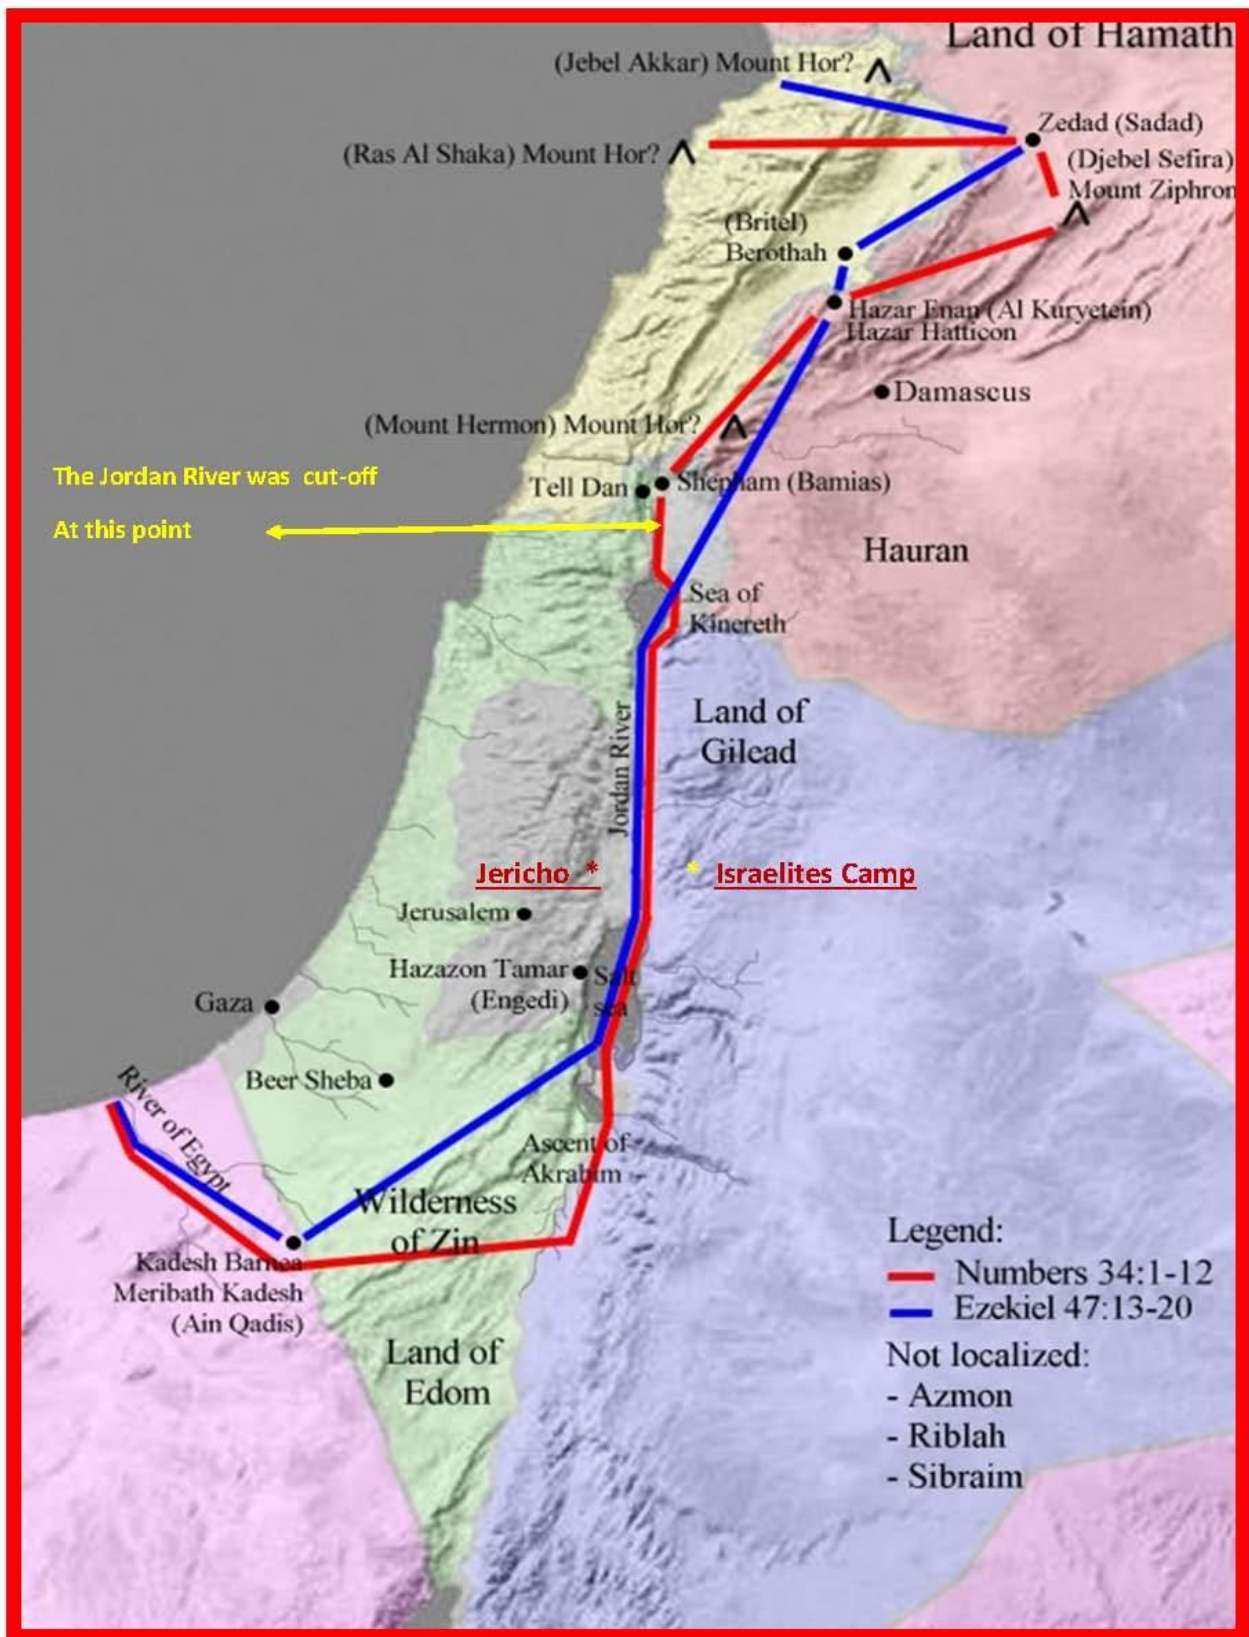 Land of Hamath
(Jebel Akkar) Mount Hor?
Zedad (Sadad)
(Ras Al Shaka) Mount Hor?
(Djebel Sefira)
Mount Ziphron
(Britel)
Berothah
Hazar Enan (Al Kuryetein)
Hazar Hatticon
Damascus
(Mount Hermon) Mount Hor?
The Jordan River was cut-off
At this point
Tell Dan
Shepham (Bamias)
Hauran
Sea of
Kinereth
Land of
Gilead
Jordan River
Jericho *
* Israelites Camp
Jerusalem
Hazazon Tamar
(Engedi)
Salt
sea
Gaza
Beer Sheba
River of Egypt
Ascent of
Akrabim
Wilderness
of Zin
Kadesh Barnea
Meribath Kadesh
(Ain Qadis)
Land of
Edom
Legend:
Numbers 34:1-12
Ezekiel 47:13-20
Not localized:
- Azmon
- Riblah
- Sibraim